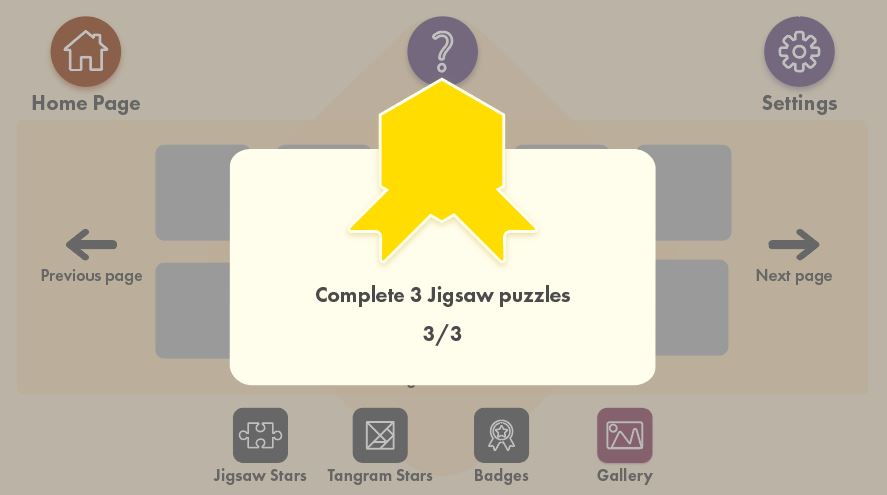 Home Page
Settings
Previous page
Next page
Complete 3 Jigsaw puzzles
3/3
Jigsaw Stars
Tangram Stars
Badges
Gallery